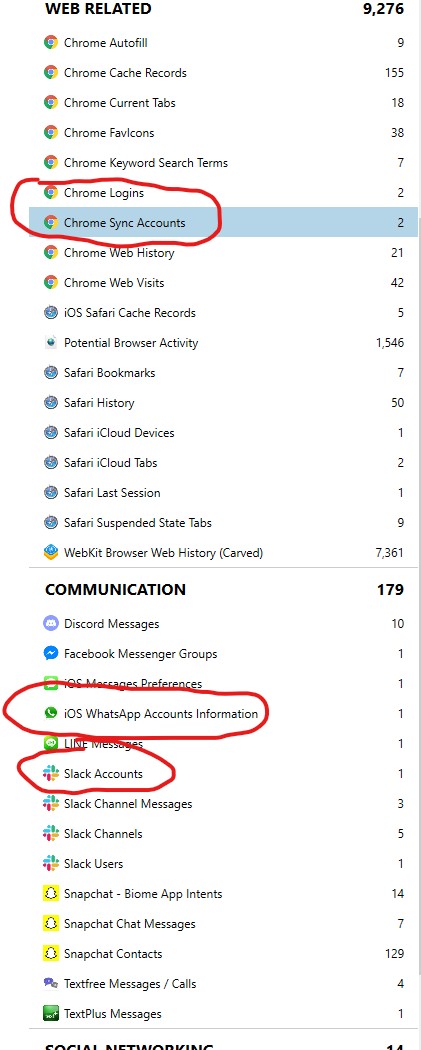 WEB RELATED 9,276
Chrome Autofill 9
Chrome Cache Records 155
Chrome Current Tabs 18
Chrome FavIcons 38
Chrome Keyword Search Terms 7
Chrome Logins 2
Chrome Sync Accounts 2
Chrome Web History 21
Chrome Web Visits 42
iOS Safari Cache Records 5
Potential Browser Activity 1,546
Safari Bookmarks 7
Safari History 50
Safari iCloud Devices 1
Safari iCloud Tabs 2
Safari Last Session 1
Safari Suspended State Tabs 9
WebKit Browser Web History (Carved) 7,361
COMMUNICATION 179
Discord Messages 10
Facebook Messenger Groups 1
iOS Messages Preferences 1
iOS WhatsApp Accounts Information 1
LINE Messages 1
Slack Accounts 1
Slack Channel Messages 3
Slack Channels 5
Slack Users 1
Snapchat - Biome App Intents 14
Snapchat Chat Messages 7
Snapchat Contacts 129
Textfree Messages / Calls 4
TextPlus Messages 1
SOCIAL NETWORKING 14